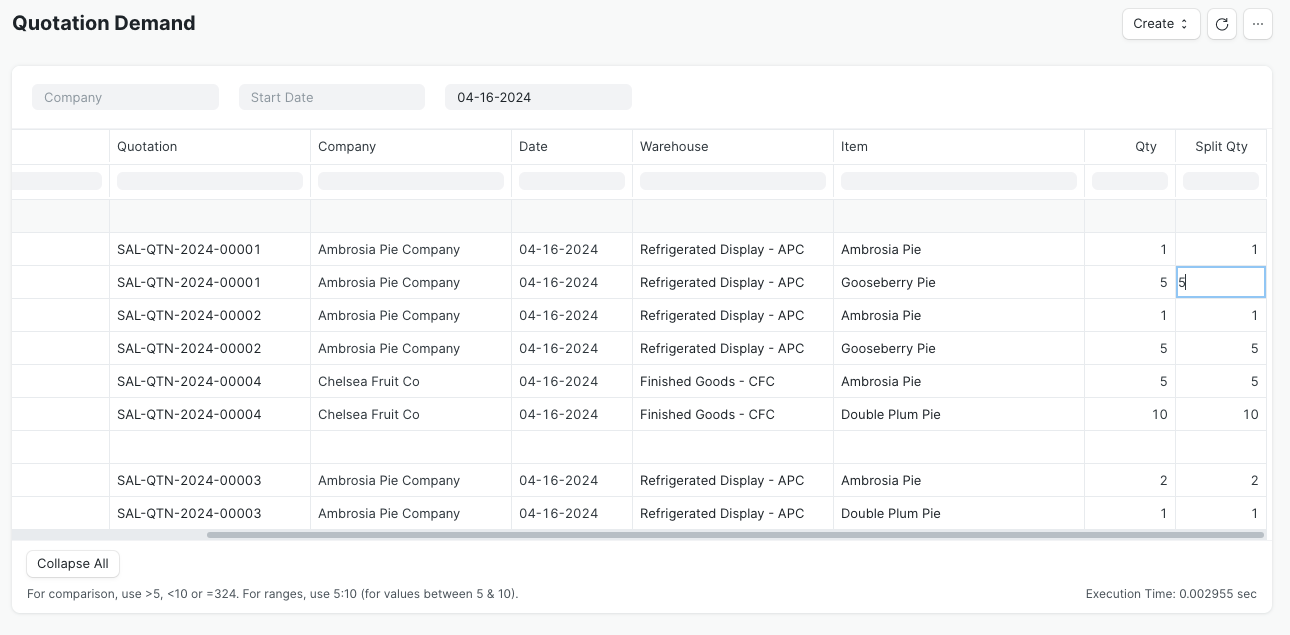 Quotation Demand
Create
...
Company Start Date 04-16-2024
Quotation Company Date Warehouse Item Qty Split Qty
SAL-QTN-2024-00001 Ambrosia Pie Company 04-16-2024 Refrigerated Display - APC Ambrosia Pie 1 1
SAL-QTN-2024-00001 Ambrosia Pie Company 04-16-2024 Refrigerated Display - APC Gooseberry Pie 5 5
SAL-QTN-2024-00002 Ambrosia Pie Company 04-16-2024 Refrigerated Display - APC Ambrosia Pie 1 1
SAL-QTN-2024-00002 Ambrosia Pie Company 04-16-2024 Refrigerated Display - APC Gooseberry Pie 5 5
SAL-QTN-2024-00004 Chelsea Fruit Co 04-16-2024 Finished Goods - CFC Ambrosia Pie 5 5
SAL-QTN-2024-00004 Chelsea Fruit Co 04-16-2024 Finished Goods - CFC Double Plum Pie 10 10
SAL-QTN-2024-00003 Ambrosia Pie Company 04-16-2024 Refrigerated Display - APC Ambrosia Pie 2 2
SAL-QTN-2024-00003 Ambrosia Pie Company 04-16-2024 Refrigerated Display - APC Double Plum Pie 1 1
Collapse All
For comparison, use >5, <10 or =324. For ranges, use 5:10 (for values between 5 & 10). Execution Time: 0.002955 sec